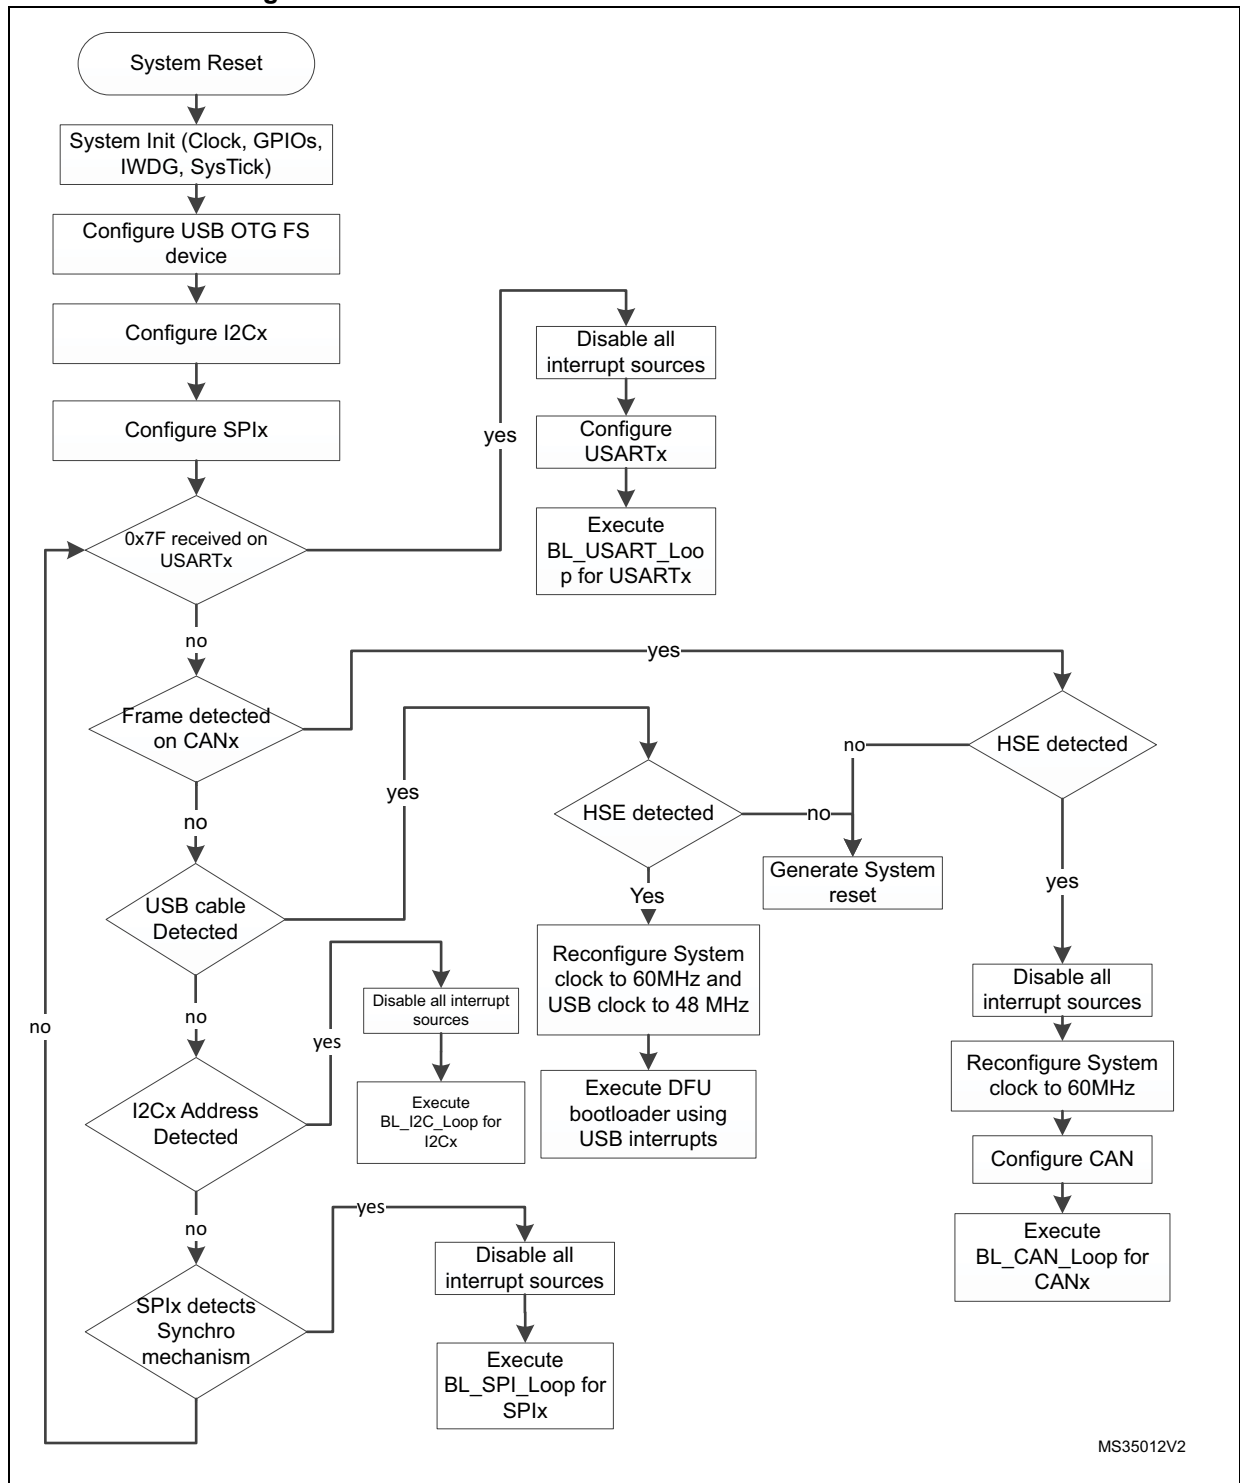 System Reset
System Init (Clock, GPIOs,
IWDG, SysTick)
Configure USB OTG FS
device
Configure I2Cx
Configure SPIx
0x7F received on
USARTx
yes
Disable all
interrupt sources
Configure
USARTx
Execute
BL_USART_Loo
p for USARTx
no
Frame detected
on CANx
yes
HSE detected
no
yes
Disable all
interrupt sources
Reconfigure System
clock to 60MHz
Configure CAN
Execute
BL_CAN_Loop for
CANx
no
USB cable
Detected
yes
HSE detected
no
Generate System
reset
Yes
Reconfigure System
clock to 60MHz and
USB clock to 48 MHz
Execute DFU
bootloader using
USB interrupts
no
I2Cx Address
Detected
yes
Disable all interrupt
sources
Execute
BL_I2C_Loop for
I2Cx
no
SPIx detects
Synchro
mechanism
yes
Disable all
interrupt sources
Execute
BL_SPI_Loop for
SPIx
no
MS35012V2